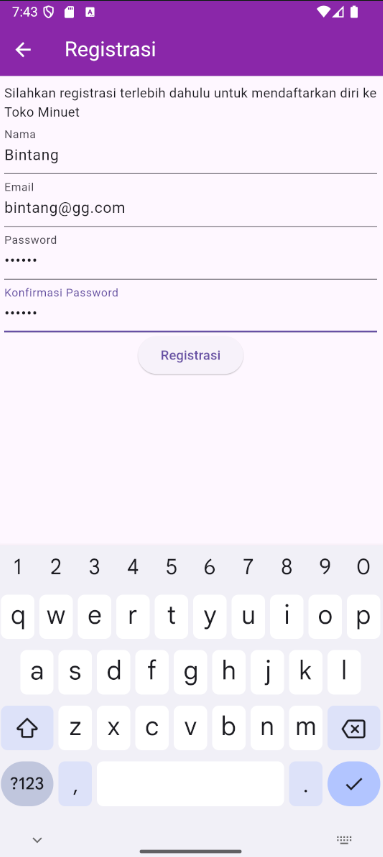 7:43
Registrasi
Silahkan registrasi terlebih dahulu untuk mendaftarkan diri ke
Toko Minuet
Nama
Bintang
Email
bintang@gg.com
Password
••••••
Konfirmasi Password
••••••
Registrasi
1 2 3 4 5 6 7 8 9 0
q w e r t y u i o p
a s d f g h j k l
z x c v b n m
?123 , .